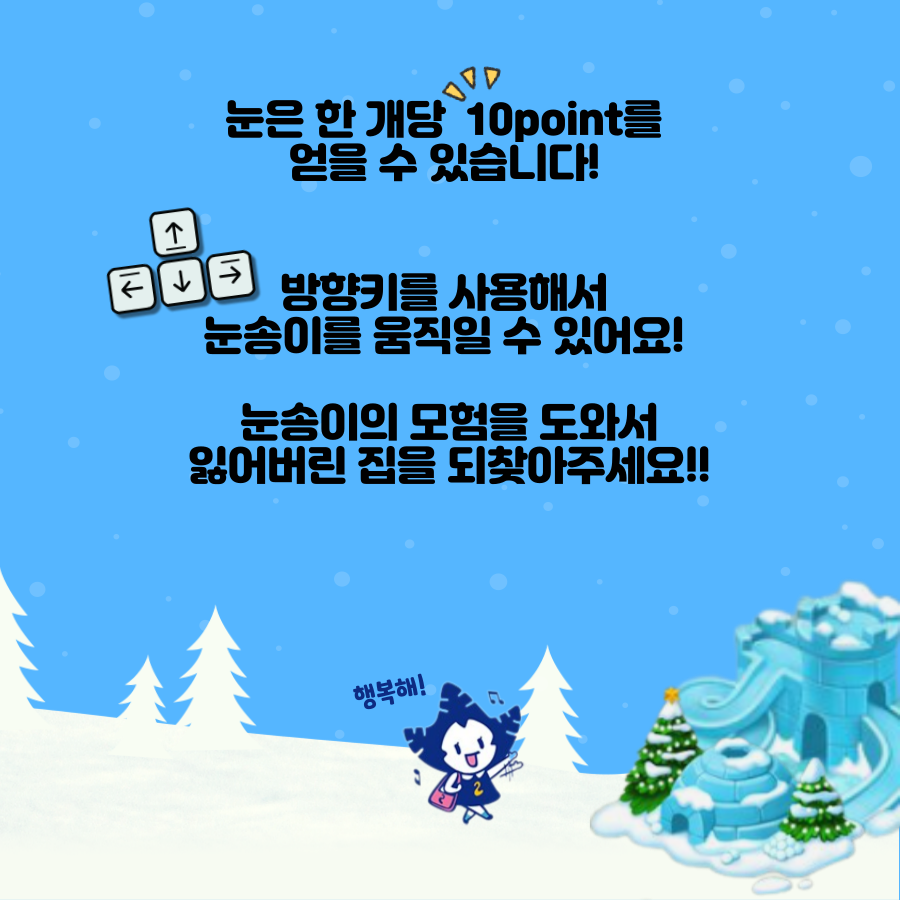 눈은 한 개당 10point를
얻을 수 있습니다!
방향키를 사용해서
눈송이를 움직일 수 있어요!
눈송이의 모험을 도와서
잃어버린 집을 되찾아주세요!!
행복해!